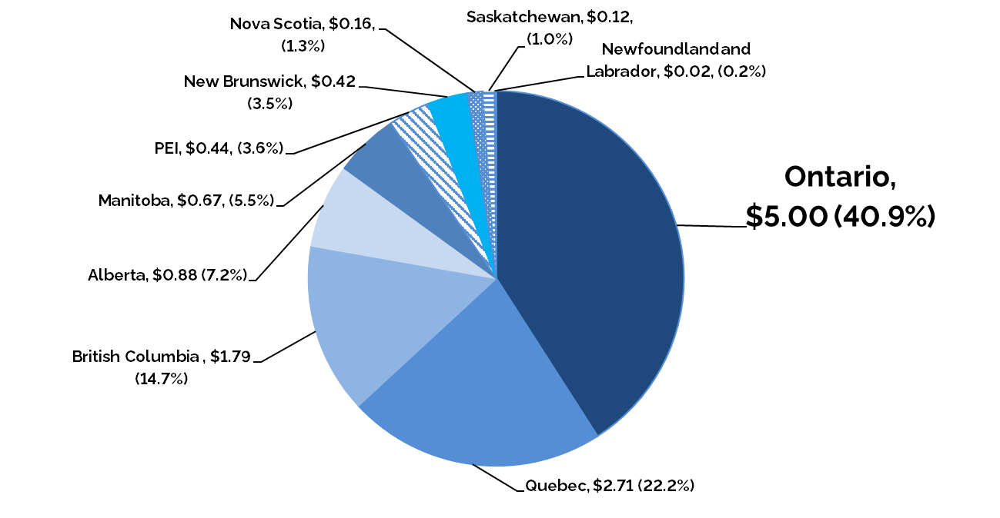 Saskatchewan, $0.12,
(1.0%)
Nova Scotia, $0.16,
(1.3%)
Newfoundland and
Labrador, $0.02, (0.2%)
New Brunswick, $0.42
(3.5%)
PEI, $0.44, (3.6%)
Ontario,
$5.00 (40.9%)
Manitoba, $0.67, (5.5%)
Alberta, $0.88 (7.2%)
British Columbia , $1.79
(14.7%)
Quebec, $2.71 (22.2%)